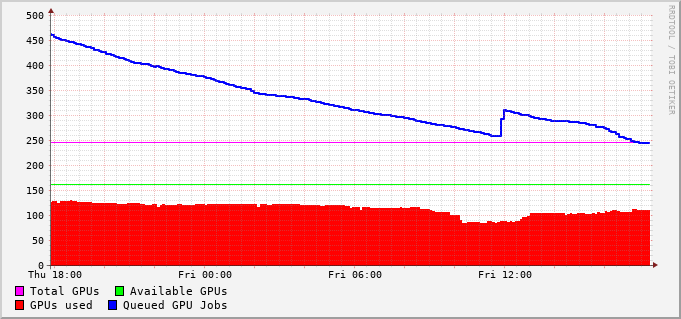 500
450
400
350
300
250
200
150
100
50
0
Thu 18:00 Fri 00:00 Fri 06:00 Fri 12:00
Total GPUs Available GPUs
GPUs used Queued GPU Jobs
RRDTOOL / TOBI OETIKER